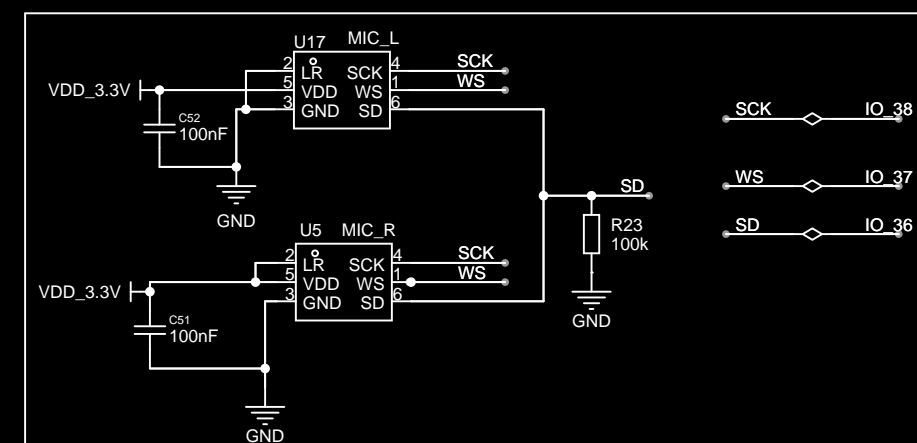 U17 MIC_L
2 LR SCK 4 SCK
VDD_3.3V 5 VDD WS 1 WS
3 GND SD 6
C52
100nF
GND
SCK IO_38
WS IO_37
SD IO_36
SD
R23
100k
GND
U5 MIC_R
2 LR SCK 4 SCK
VDD_3.3V 5 VDD WS 1 WS
3 GND SD 6
C51
100nF
GND